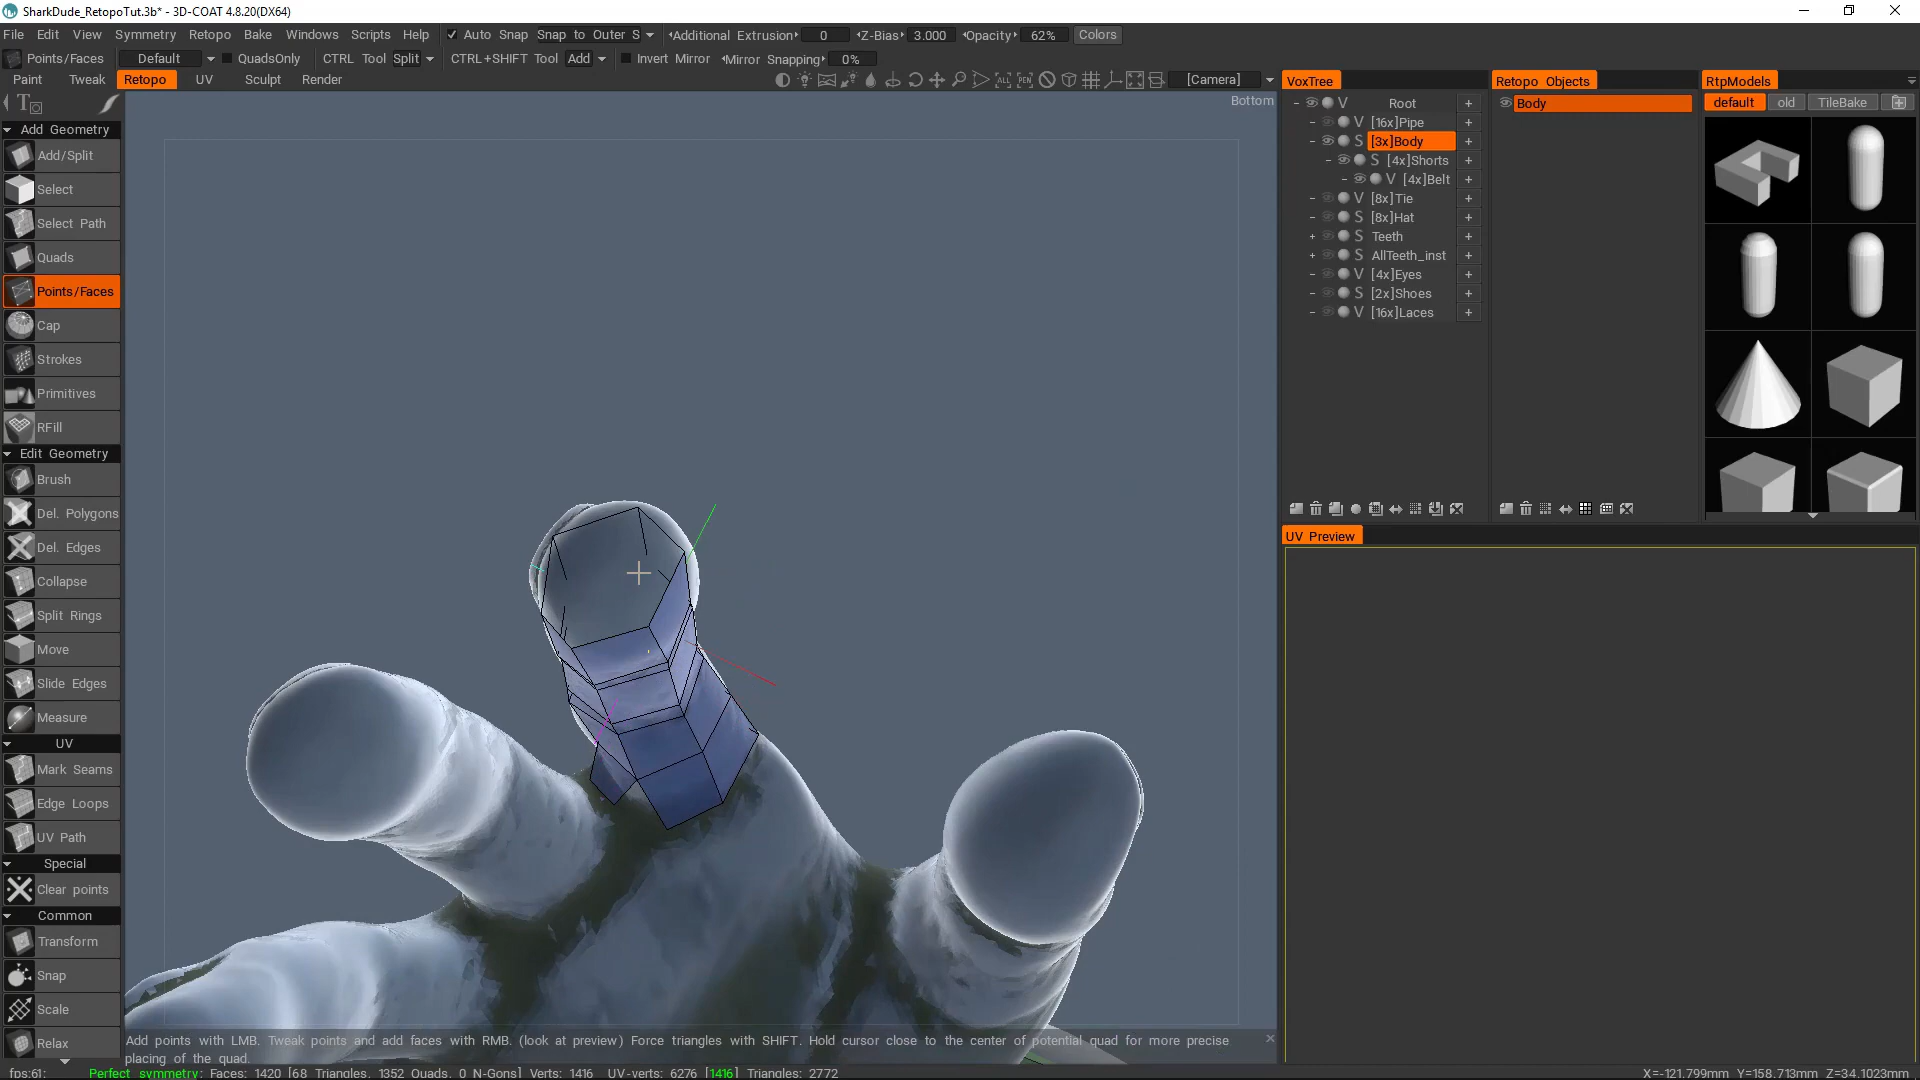 SharkDude_RetopoTut.3b* - 3D-COAT 4.8.20(DX64)
File Edit View Symmetry Retopo Bake Windows Scripts Help Auto Snap Snap to Outer S Additional Extrusion 0 Z-Bias 3.000 Opacity 62% Colors
Points/Faces Default QuadsOnly CTRL Tool Split CTRL+SHIFT Tool Add Invert Mirror Mirror Snapping 0%
Paint Tweak Retopo UV Sculpt Render [Camera]
Bottom
Add Geometry
Add/Split
Select
Select Path
Quads
Points/Faces
Cap
Strokes
Primitives
RFill
Edit Geometry
Brush
Del. Polygons
Del. Edges
Collapse
Split Rings
Move
Slide Edges
Measure
UV
Mark Seams
Edge Loops
UV Path
Special
Clear points
Common
Transform
Snap
Scale
Relax
VoxTree
V Root +
V [16x]Pipe +
S [3x]Body +
S [4x]Shorts +
V [4x]Belt +
V [8x]Tie +
S [8x]Hat +
S Teeth +
S AllTeeth_inst +
V [4x]Eyes +
S [2x]Shoes +
V [16x]Laces +
Retopo Objects
Body
RtpModels
default old TileBake
UV Preview
Add points with LMB. Tweak points and add faces with RMB. (look at preview) Force triangles with SHIFT. Hold cursor close to the center of potential quad for more precise
placing of the quad.
fps:61; Perfect symmetry; Faces: 1420 [68 Triangles, 1352 Quads, 0 N-Gons] Verts: 1416 UV-verts: 6276 [1416] Triangles: 2772 X=-121.799mm Y=158.713mm Z=34.1023mm